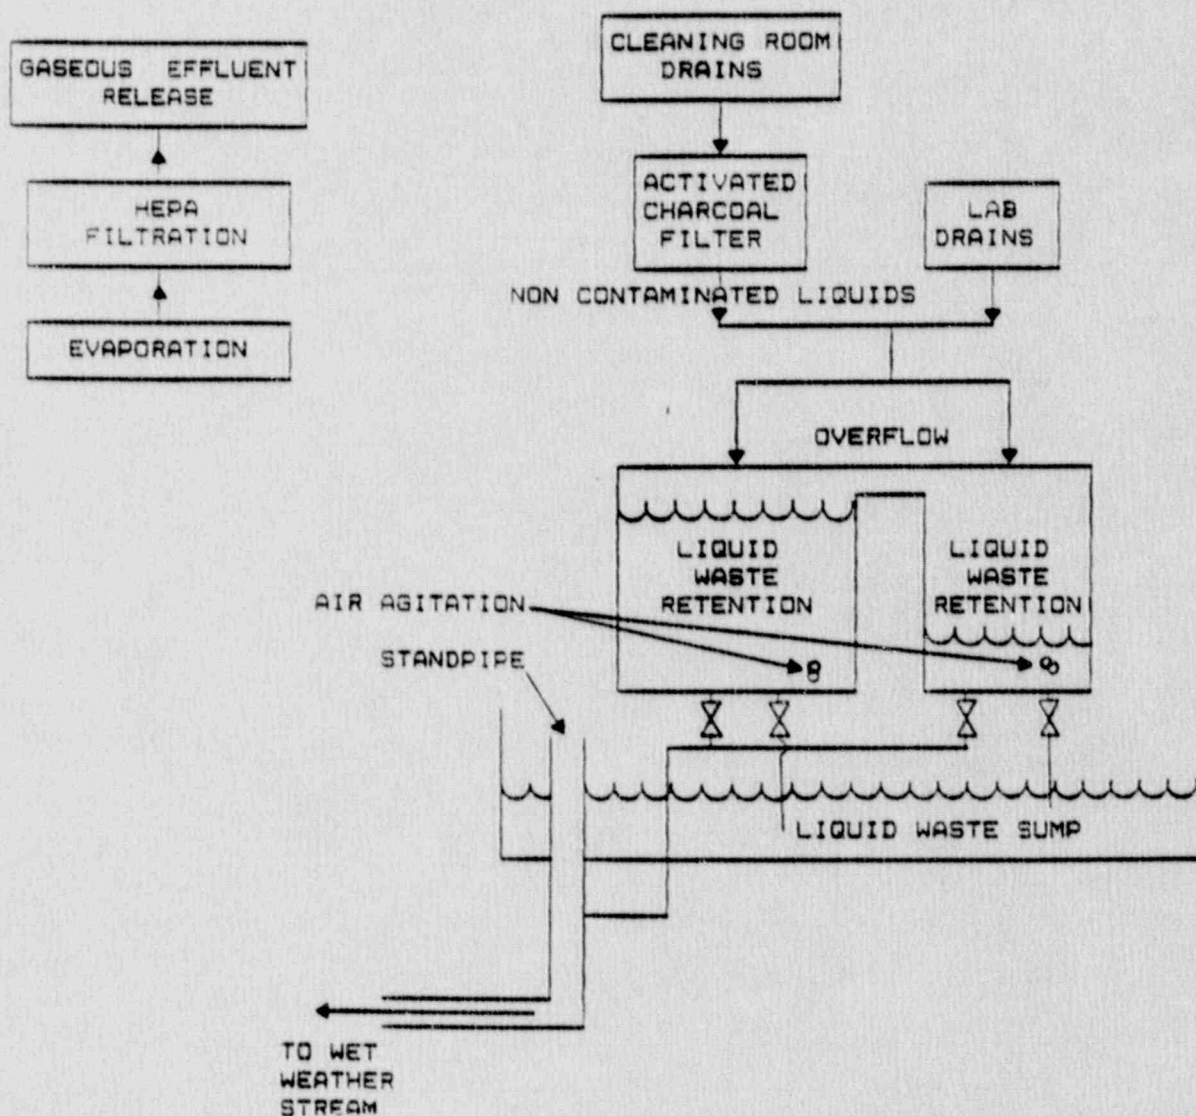 GASEOUS EFFLUENT
RELEASE
HEPA
FILTRATION
EVAPORATION
CLEANING ROOM
DRAINS
ACTIVATED
CHARCOAL
FILTER
LAB
DRAINS
NON CONTAMINATED LIQUIDS
OVERFLOW
LIQUID
WASTE
RETENTION
LIQUID
WASTE
RETENTION
AIR AGITATION
STANDPIPE
LIQUID WASTE SUMP
TO WET
WEATHER
STREAM